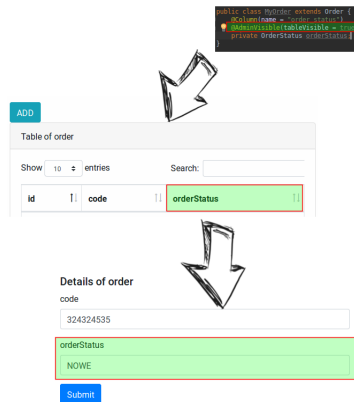 public class MyOrder extends Order {
@Column(name = "order_status")
@AdminVisible(tableVisible = true
private OrderStatus orderStatus;
}
ADD
Table of order
Show 10 entries Search:
id code orderStatus
Details of order
code
324324535
orderStatus
NOWE
Submit